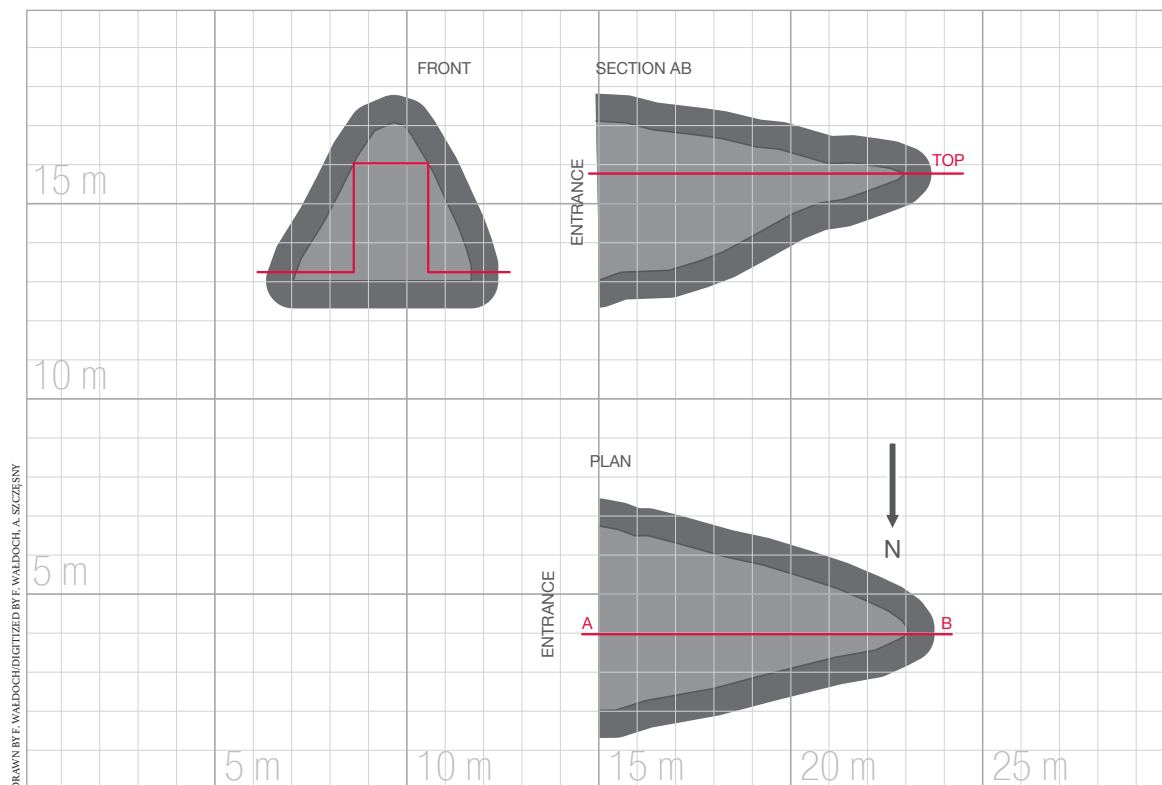 FRONT
SECTION AB
TOP
ENTRANCE
15 m
10 m
PLAN
N
5 m
ENTRANCE
A
B
5 m
10 m
15 m
20 m
25 m
DRAWN BY F. WAŁDOCH/DIGITIZED BY F. WAŁDOCH, A. SZCZĘSNY